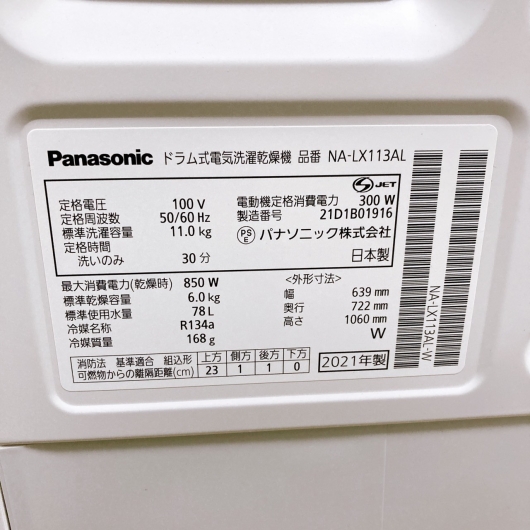 Panasonic ドラム式電気洗濯乾燥機 品番 NA-LX113AL
S JET
定格電圧 100 V
定格周波数 50/60 Hz
標準洗濯容量 11.0 kg
定格時間
洗いのみ 30 分
電動機定格消費電力 300 W
製造番号 21D1B01916
PSE パナソニック株式会社
日本製
最大消費電力(乾燥時) 850 W
標準乾燥容量 6.0 kg
標準使用水量 78 L
冷媒名称 R134a
冷媒質量 168 g
<外形寸法>
幅 639 mm
奥行 722 mm
高さ 1060 mm
W
消防法 基準適合 組込形 上方 側方 後方 下方
可燃物からの離隔距離(cm) 23 1 1 0
2021年製
NA-LX113AL-W